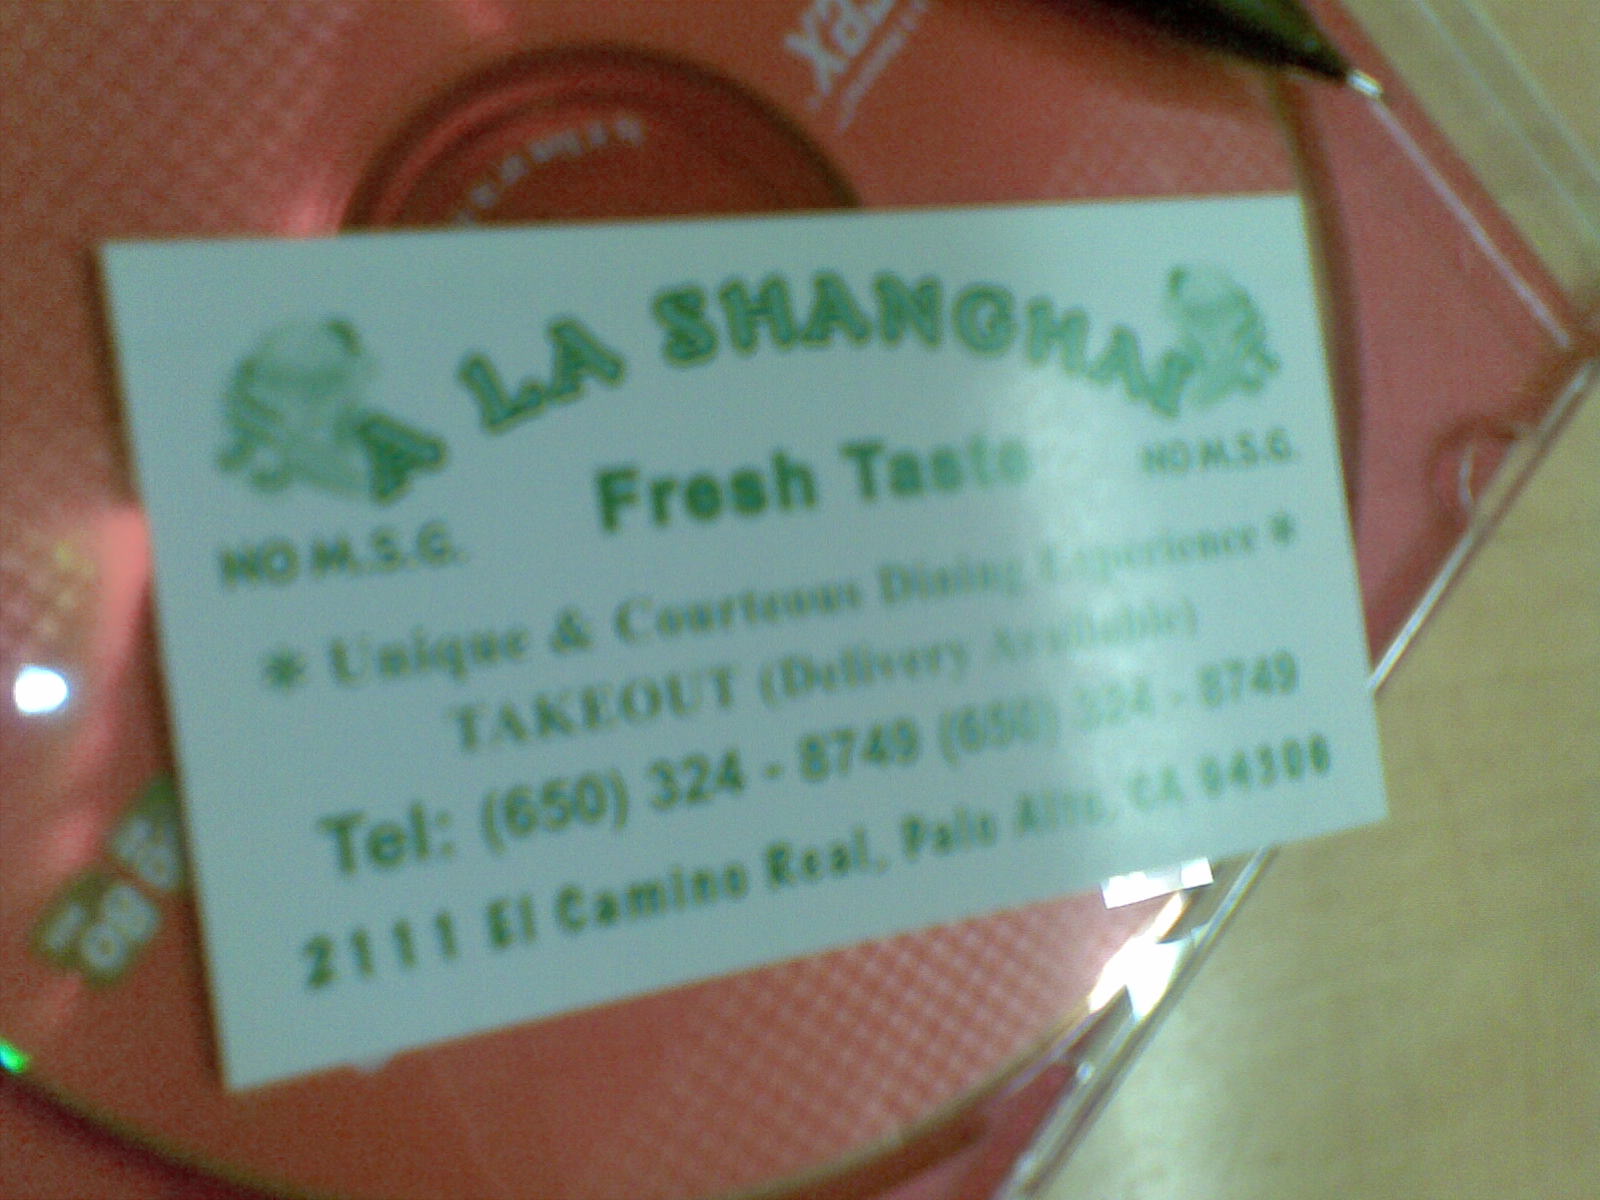 A LA SHANGHAI
NO M.S.G.
Fresh Taste
NO M.S.G.
* Unique & Courteous Dining Experience *
TAKEOUT (Delivery Available)
Tel: (650) 324 - 8749 (650) 324 - 8749
2111 El Camino Real, Palo Alto, CA 94306